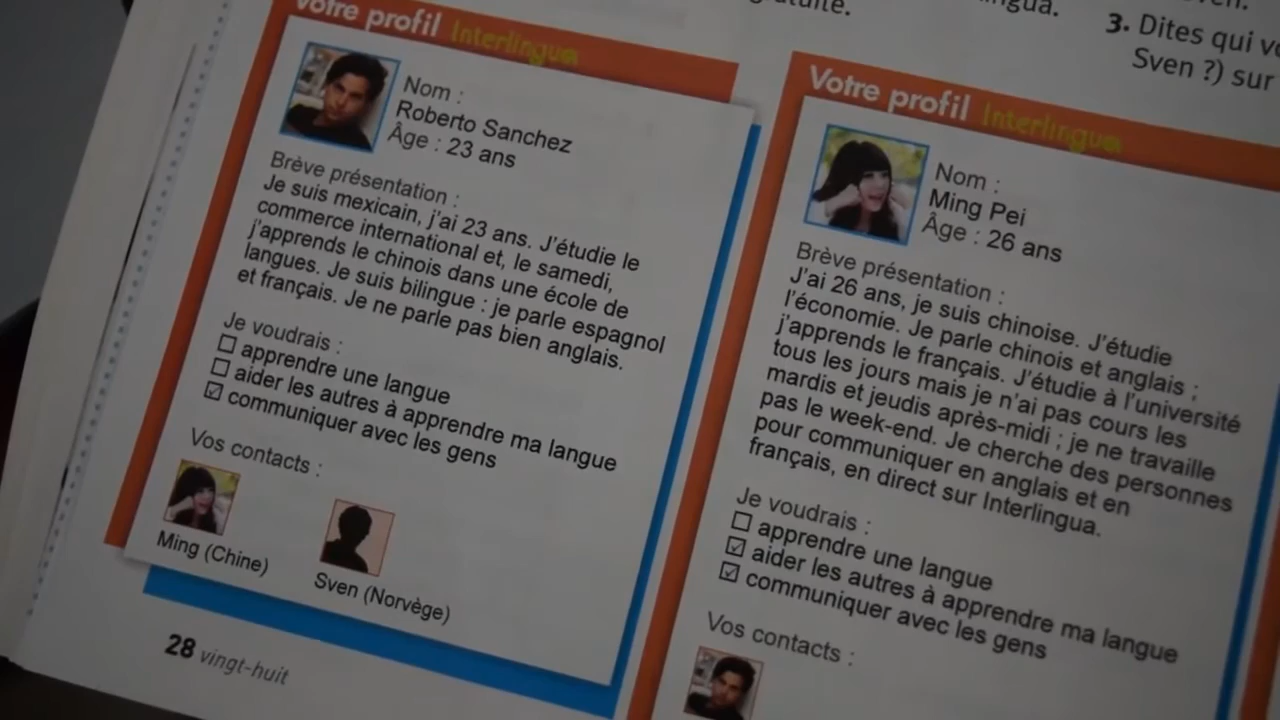 gratuite.
3. Dites qui
Sven ?) sur
Votre profil Interlingua
Nom :
Roberto Sanchez
Âge : 23 ans
Brève présentation :
Je suis mexicain, j'ai 23 ans. J'étudie le
commerce international et, le samedi,
j'apprends le chinois dans une école de
langues. Je suis bilingue : je parle espagnol
et français. Je ne parle pas bien anglais.
Je voudrais :
☐ apprendre une langue
☐ aider les autres à apprendre ma langue
☑ communiquer avec les gens
Vos contacts :
Ming (Chine)
Sven (Norvège)
28 vingt-huit
Votre profil Interlingua
Nom :
Ming Pei
Âge : 26 ans
Brève présentation :
J'ai 26 ans, je suis chinoise. J'étudie
l'économie. Je parle chinois et anglais ;
j'apprends le français. J'étudie à l'université
tous les jours mais je n'ai pas cours les
mardis et jeudis après-midi ; je ne travaille
pas le week-end. Je cherche des personnes
pour communiquer en anglais et en
français, en direct sur Interlingua.
Je voudrais :
☐ apprendre une langue
☑ aider les autres à apprendre ma langue
☑ communiquer avec les gens
Vos contacts :